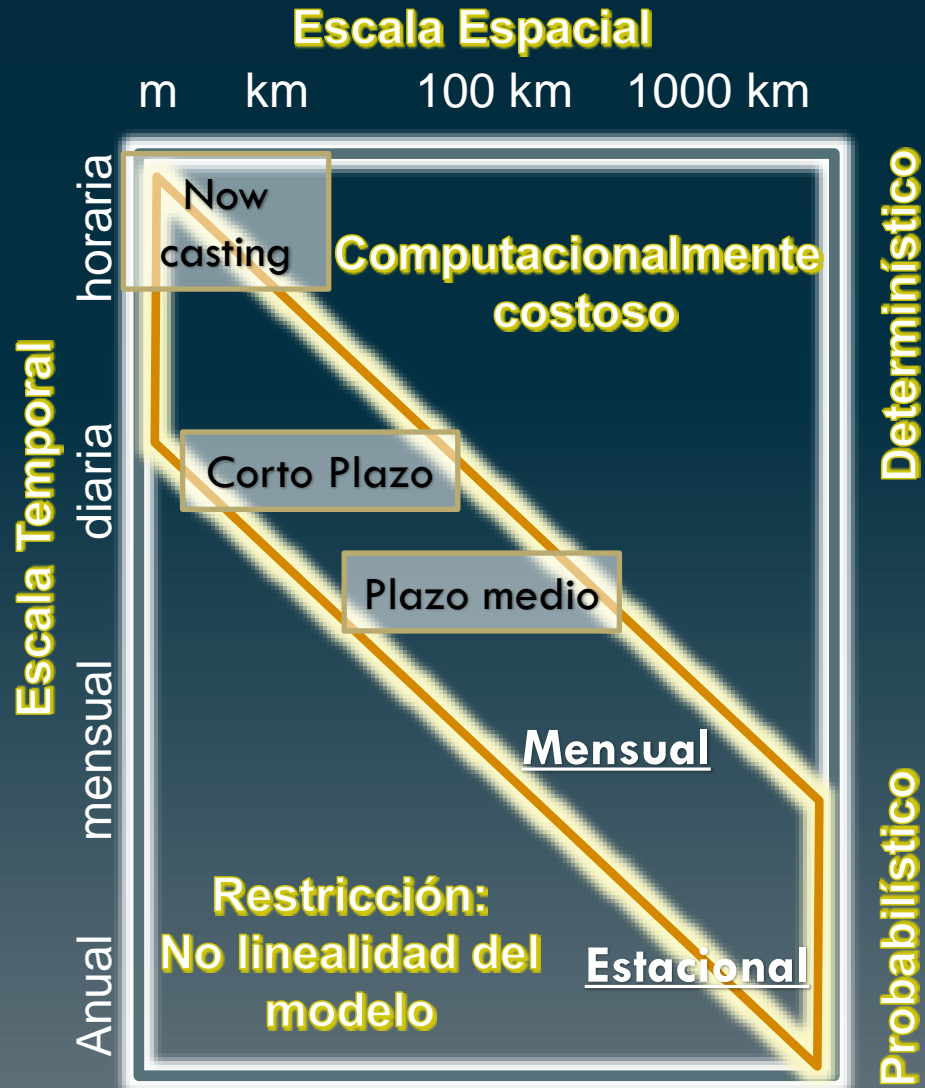 Escala Espacial
m km 100 km 1000 km
Escala Temporal
horaria
diaria
mensual
Anual
Now
casting
Computacionalmente
costoso
Corto Plazo
Plazo medio
Mensual
Estacional
Restricción:
No linealidad del
modelo
Determinístico
Probabilístico